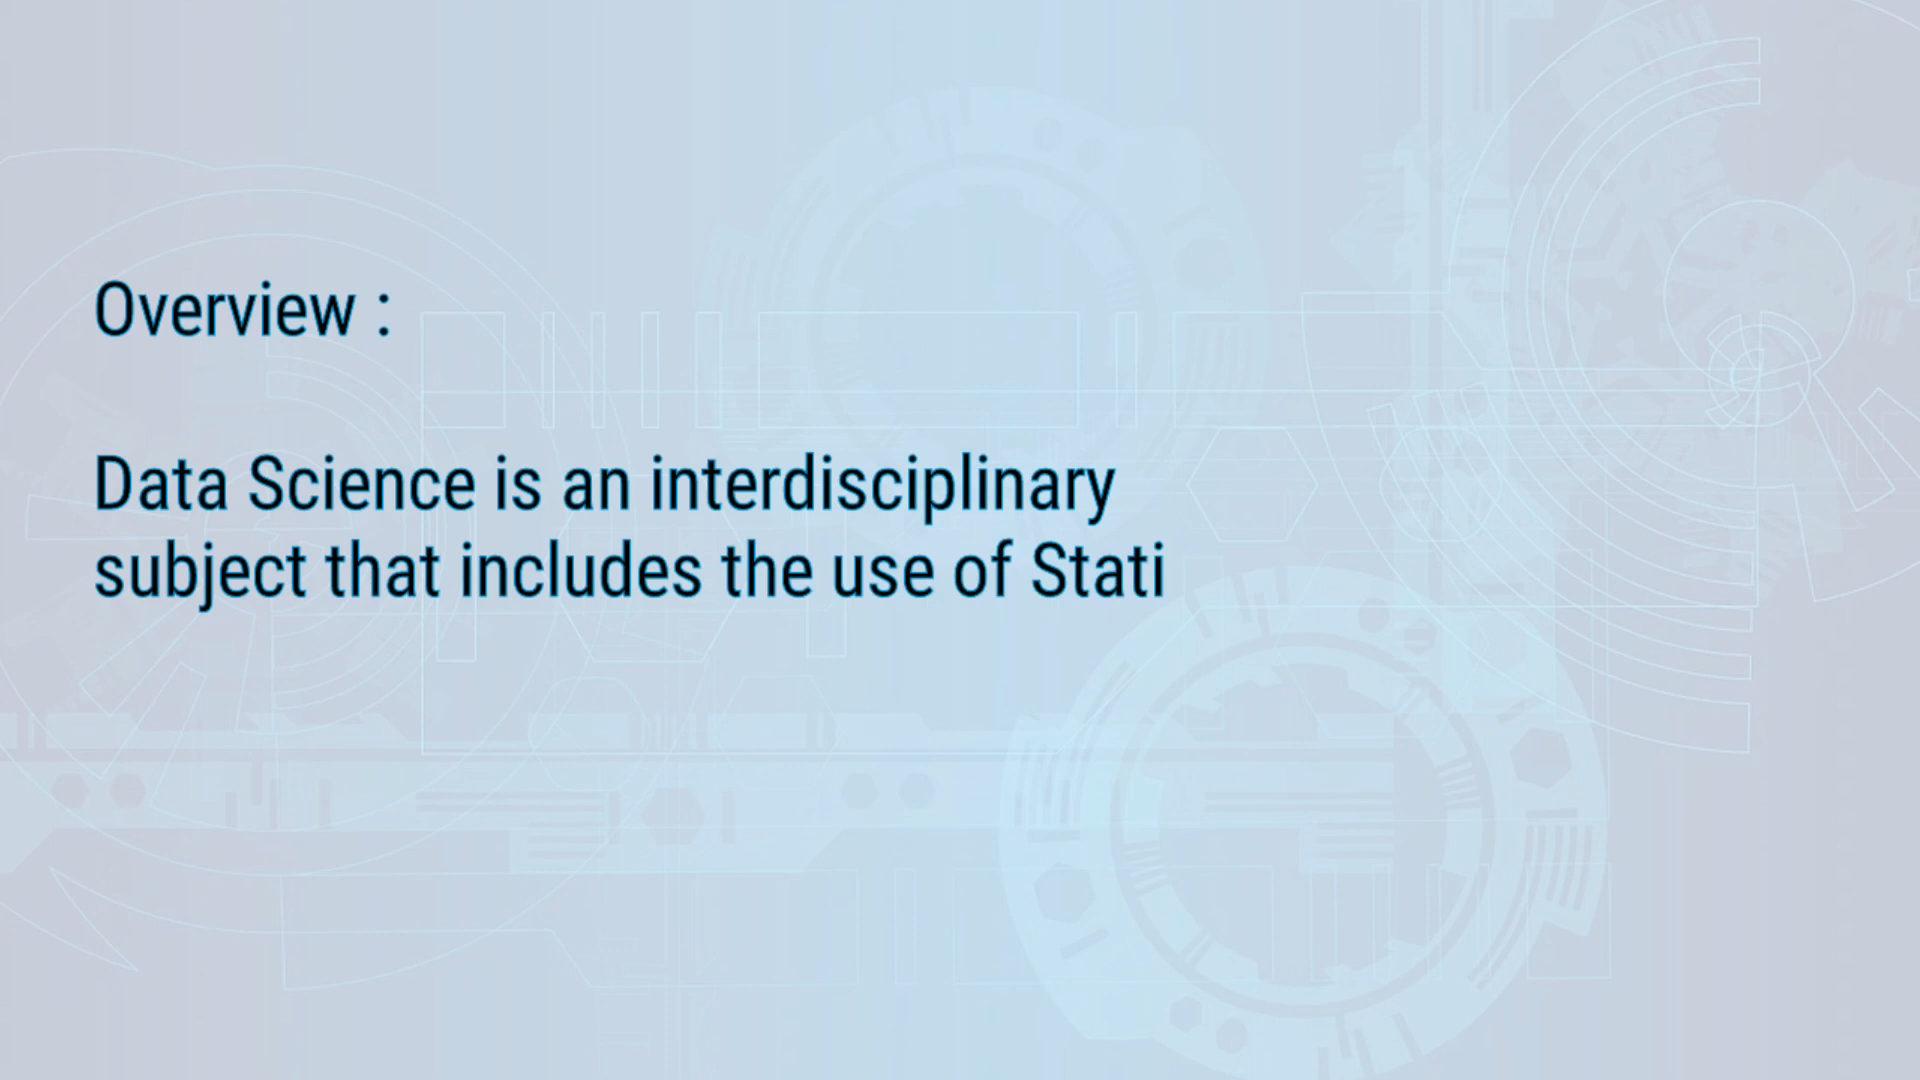 Overview :
Data Science is an interdisciplinary
subject that includes the use of Stati